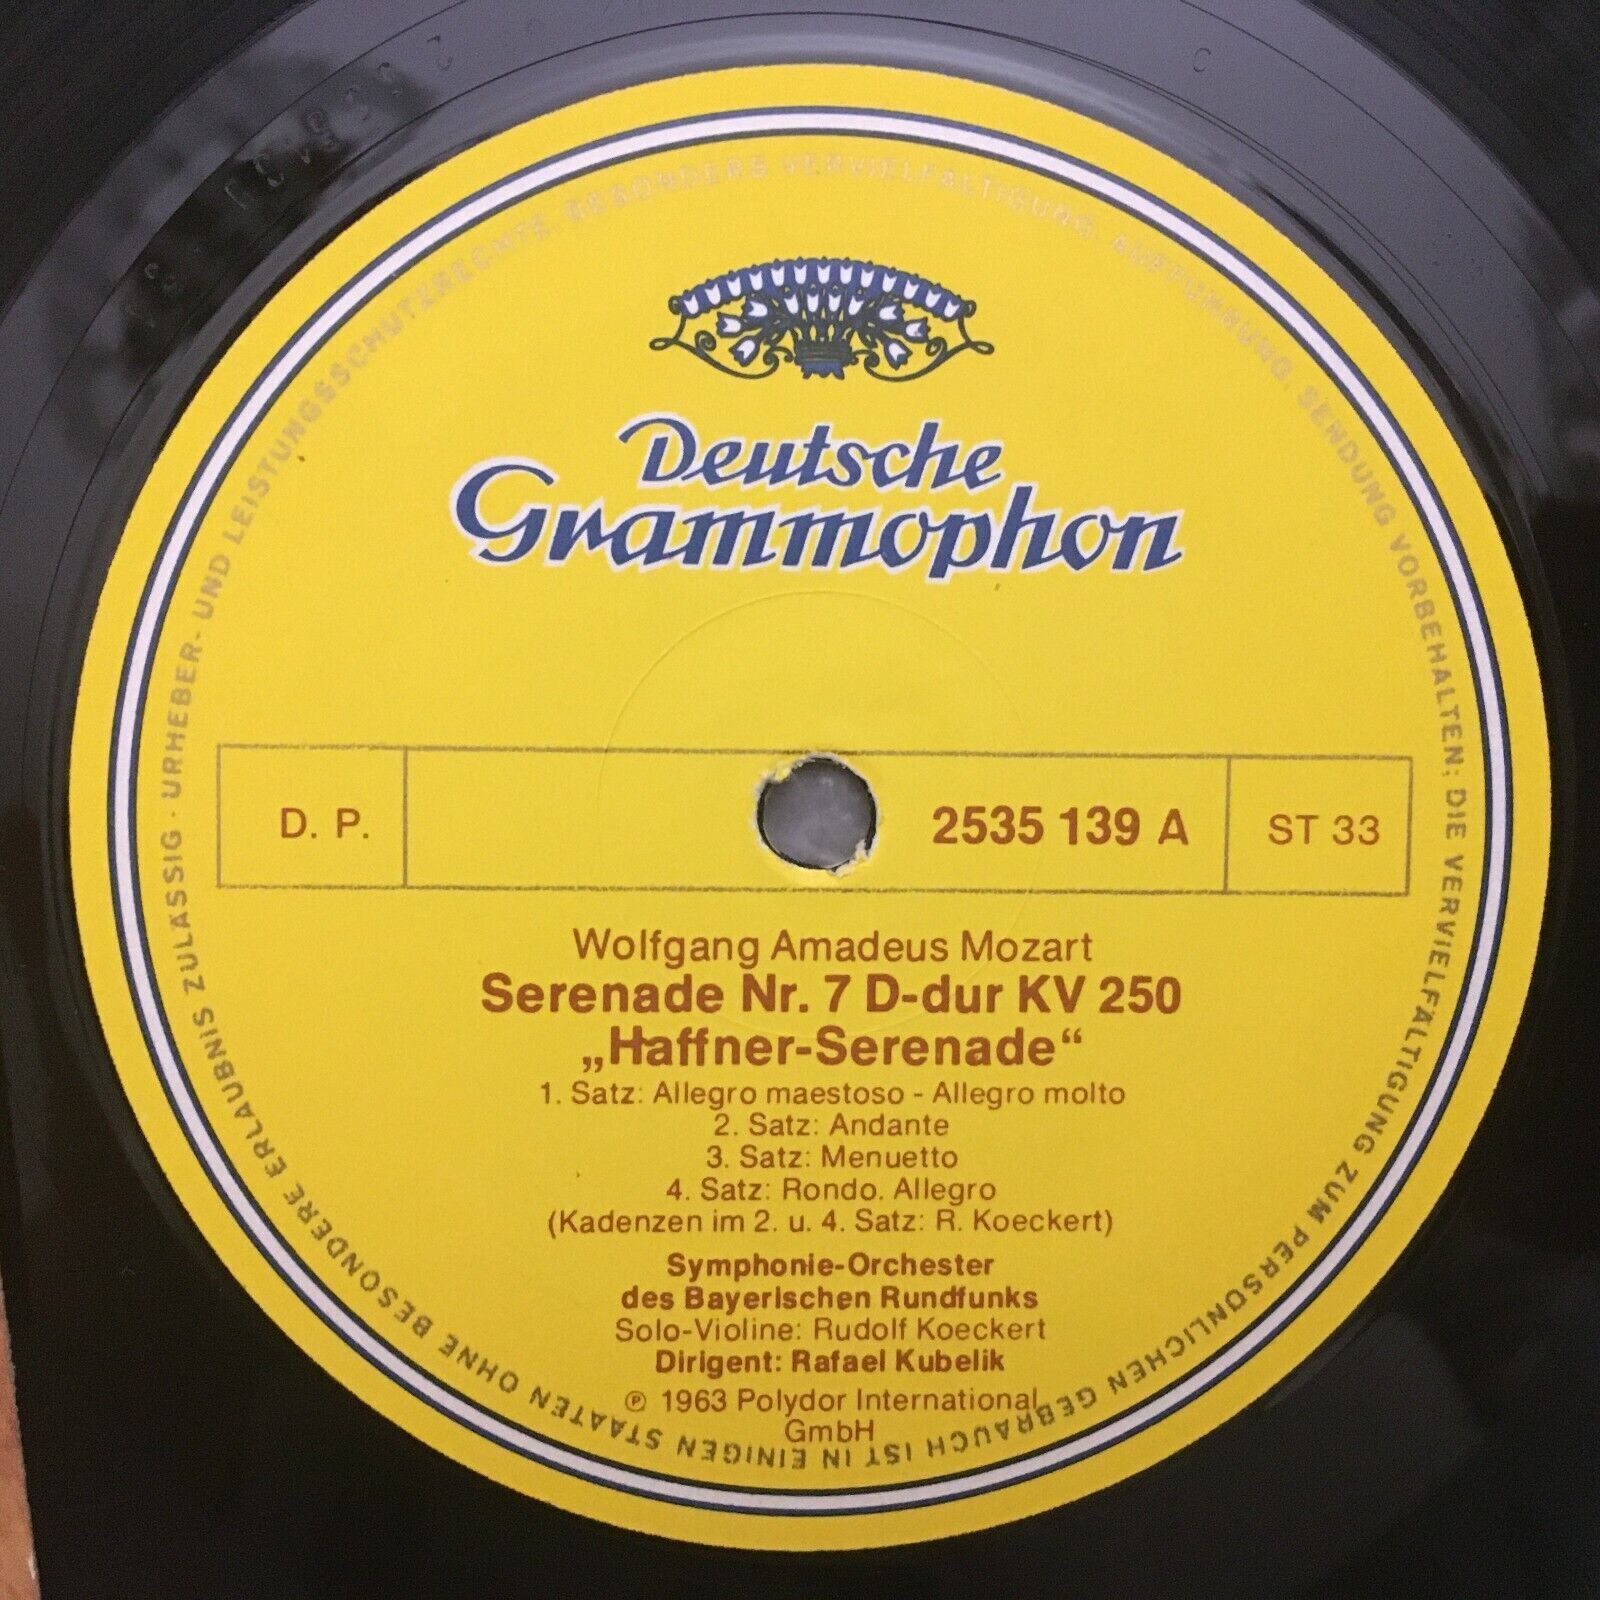 Deutsche
Grammophon
D. P.
2535 139 A
ST 33
Wolfgang Amadeus Mozart
Serenade Nr. 7 D-dur KV 250
„Haffner-Serenade“
1. Satz: Allegro maestoso - Allegro molto
2. Satz: Andante
3. Satz: Menuetto
4. Satz: Rondo. Allegro
(Kadenzen im 2. u. 4. Satz: R. Koeckert)
Symphonie-Orchester
des Bayerischen Rundfunks
Solo-Violine: Rudolf Koeckert
Dirigent: Rafael Kubelik
℗ 1963 Polydor International
GmbH
URHEBER- UND LEISTUNGSSCHUTZRECHTE, BESONDERS VERVIELFÄLTIGUNG, AUFFÜHRUNG, SENDUNG VORBEHALTEN: DIE VERVIELFÄLTIGUNG ZUM PERSÖNLICHEN GEBRAUCH IST IN EINIGEN STAATEN OHNE BESONDERE ERLAUBNIS ZULÄSSIG ·